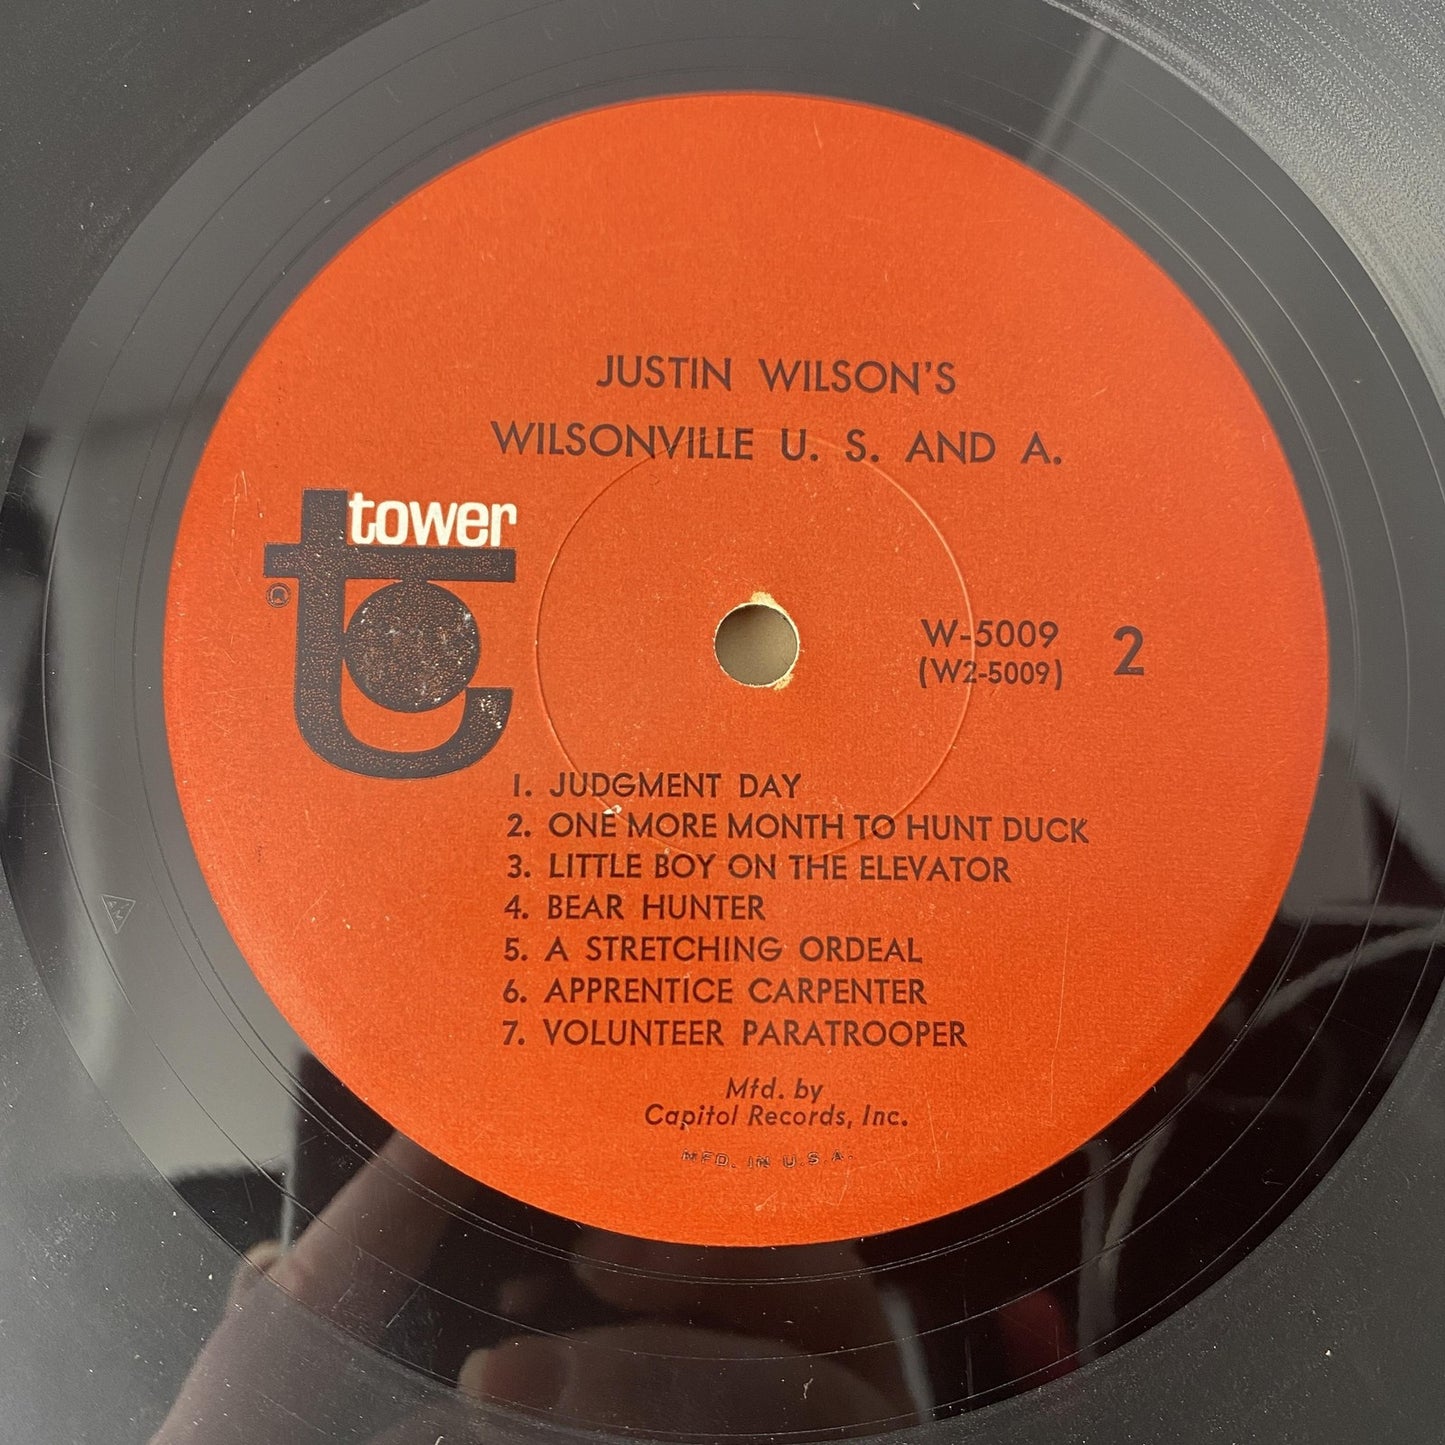 JUSTIN WILSON'S
WILSONVILLE U. S. AND A.
tower
W-5009
(W2-5009)
2
1. JUDGMENT DAY
2. ONE MORE MONTH TO HUNT DUCK
3. LITTLE BOY ON THE ELEVATOR
4. BEAR HUNTER
5. A STRETCHING ORDEAL
6. APPRENTICE CARPENTER
7. VOLUNTEER PARATROOPER
Mfd. by
Capitol Records, Inc.
MFD. IN U.S.A.